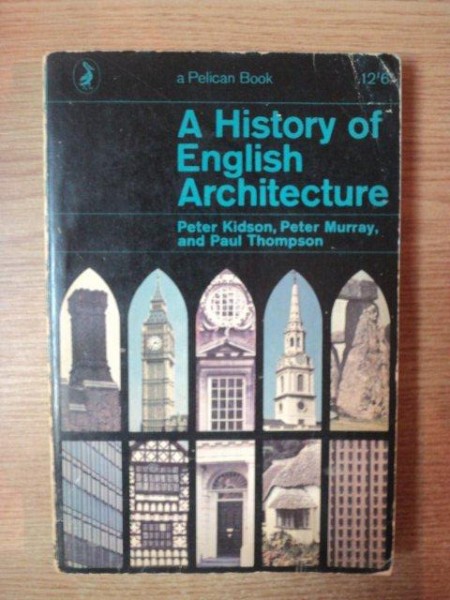 a Pelican Book 12'6
A History of
English
Architecture
Peter Kidson, Peter Murray,
and Paul Thompson